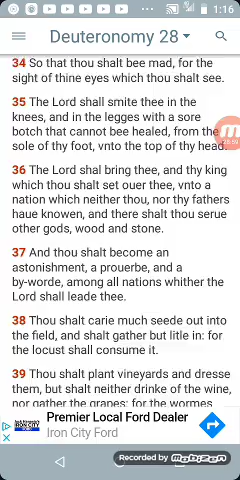 1:16
Deuteronomy 28
34 So that thou shalt bee mad, for the
sight of thine eyes which thou shalt see.
35 The Lord shall smite thee in the
knees, and in the legges with a sore
botch that cannot bee healed, from the
sole of thy foot, vnto the top of thy head.
28:59
36 The Lord shal bring thee, and thy king
which thou shalt set ouer thee, vnto a
nation which neither thou, nor thy fathers
haue knowen, and there shalt thou serue
other gods, wood and stone.
37 And thou shalt become an
astonishment, a prouerbe, and a
by-worde, among all nations whither the
Lord shall leade thee.
38 Thou shalt carie much seede out into
the field, and shalt gather but litle in: for
the locust shall consume it.
39 Thou shalt plant vineyards and dresse
them, but shalt neither drinke of the wine,
nor gather the grapes: for the wormes
IRON CITY
Premier Local Ford Dealer
Iron City Ford
Recorded by mobizen